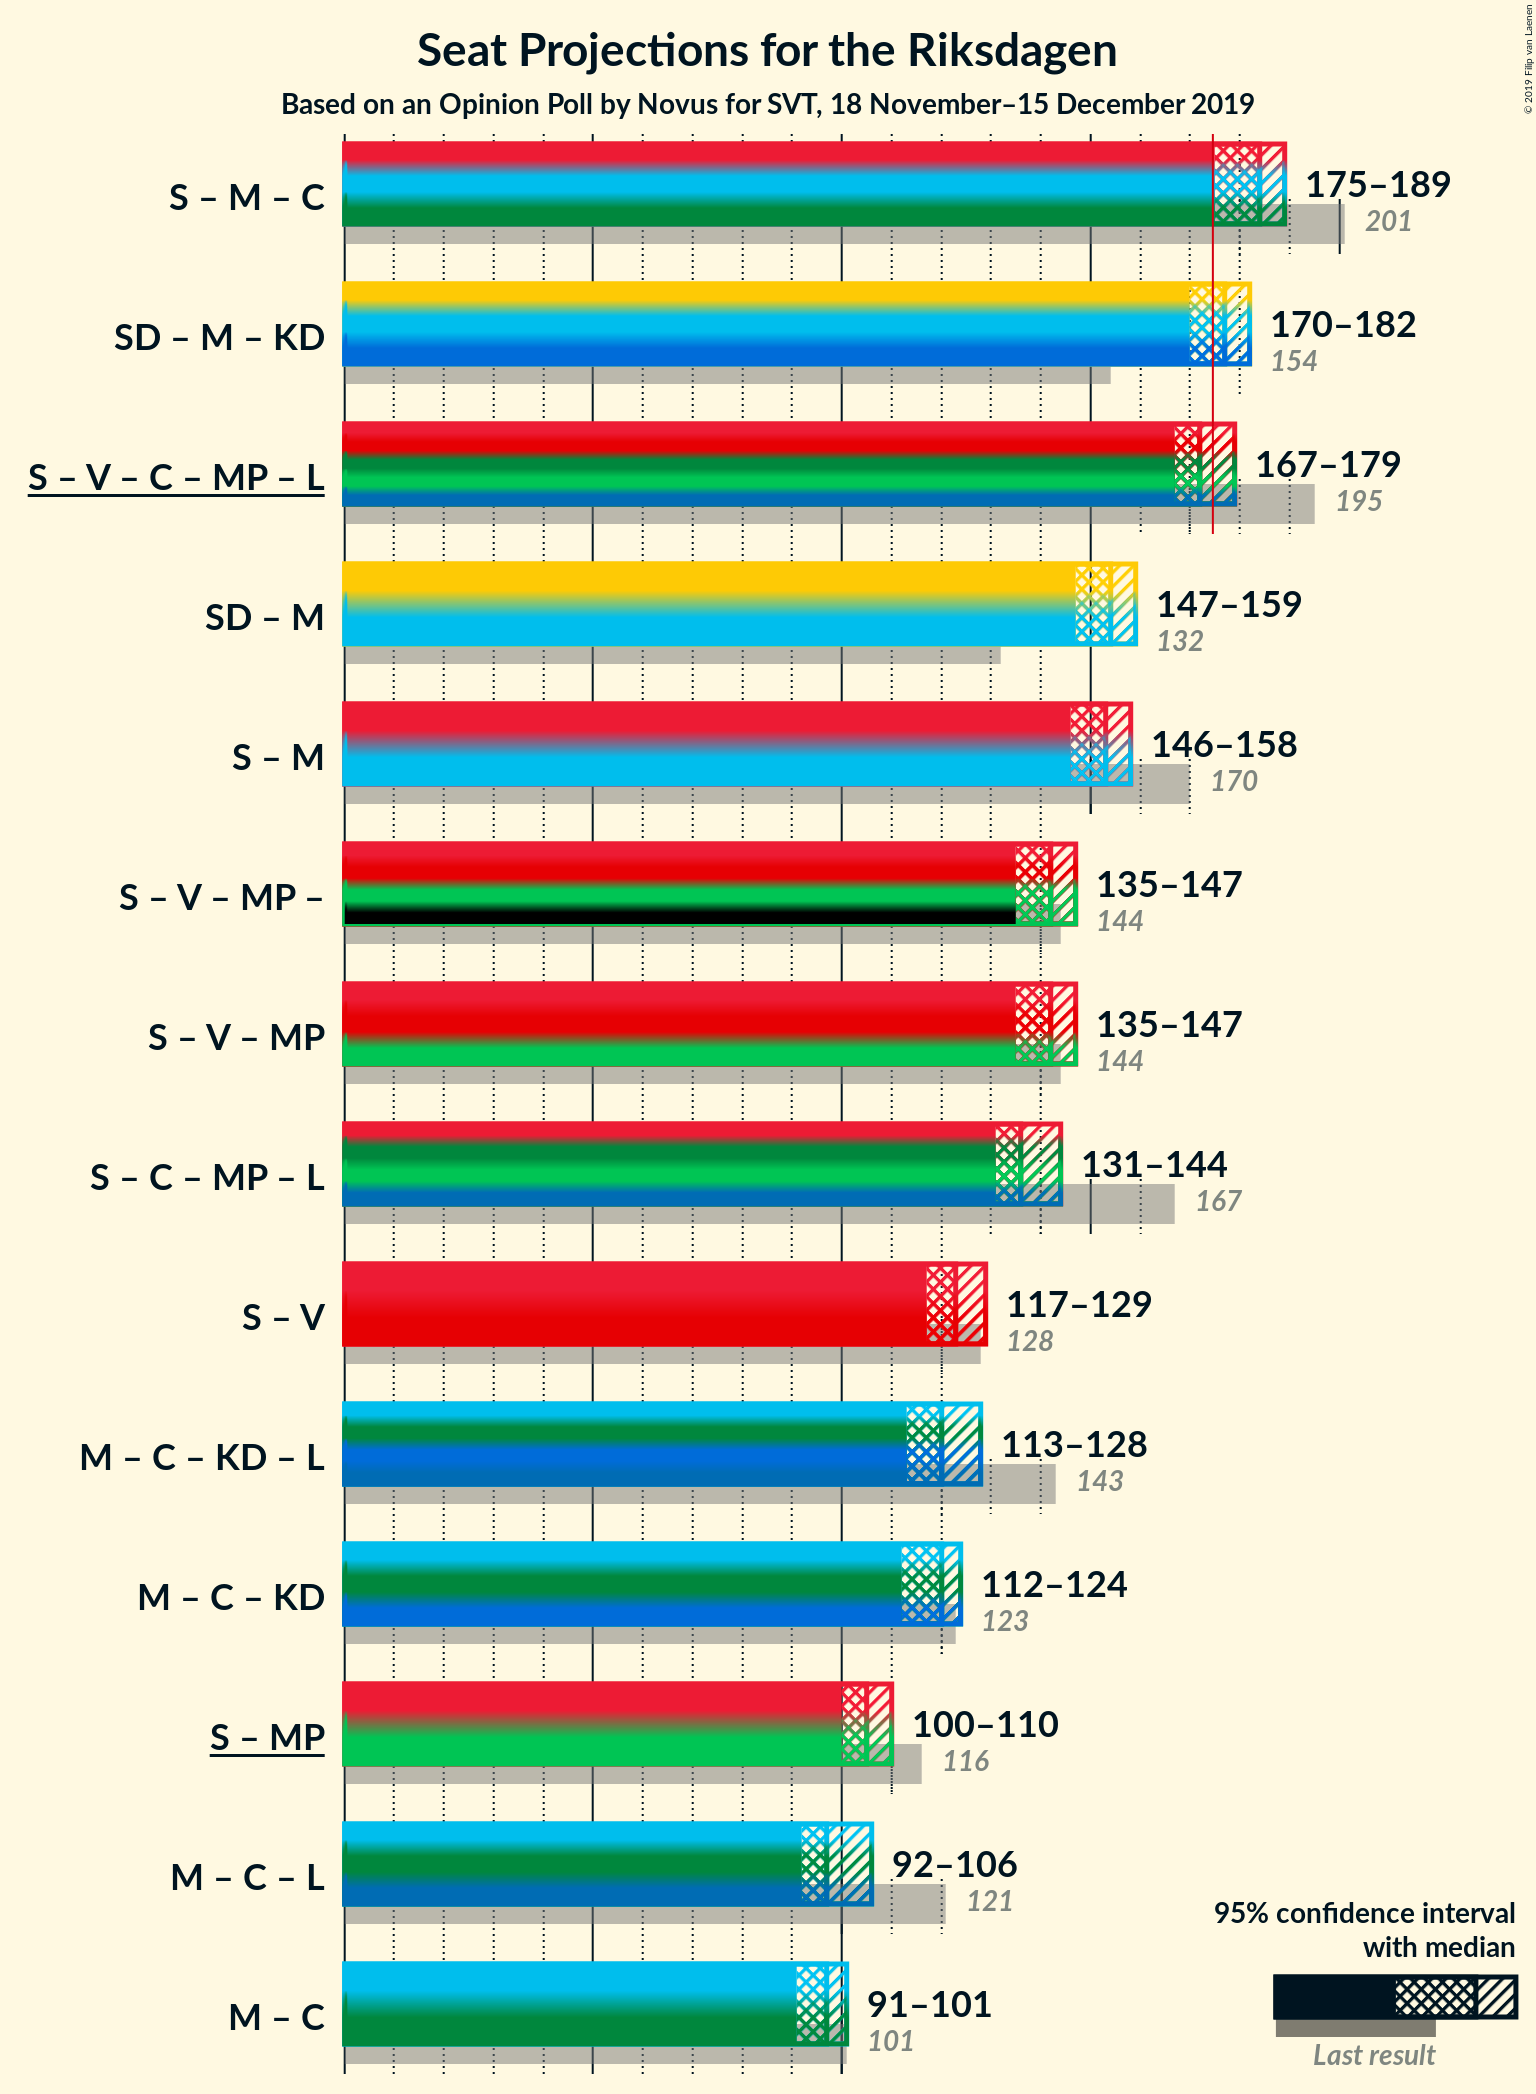 © 2019 Filip van Laenen
Seat Projections for the Riksdagen
Based on an Opinion Poll by Novus for SVT, 18 November–15 December 2019
S – M – C
175–189
201
SD – M – KD
170–182
154
S – V – C – MP – L
167–179
195
SD – M
147–159
132
S – M
146–158
170
S – V – MP –
135–147
144
S – V – MP
135–147
144
S – C – MP – L
131–144
167
S – V
117–129
128
M – C – KD – L
113–128
143
M – C – KD
112–124
123
S – MP
100–110
116
M – C – L
92–106
121
M – C
91–101
101
95% confidence interval
with median
Last result